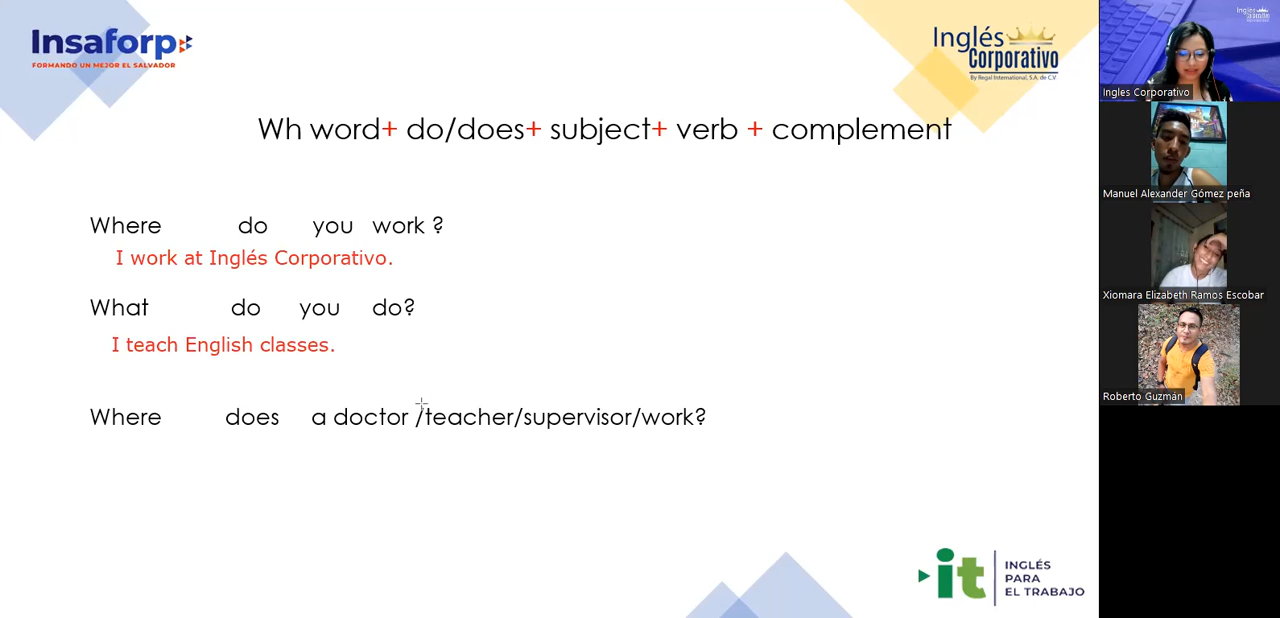 Insaforp
FORMANDO UN MEJOR EL SALVADOR
Inglés
Corporativo
By Regal International, S.A. de C.V
Wh word+ do/does+ subject+ verb + complement
Where do you work ?
I work at Inglés Corporativo.
What do you do?
I teach English classes.
Where does a doctor /teacher/supervisor/work?
it
INGLÉS
PARA
EL TRABAJO
Ingles Corporativo
Manuel Alexander Gómez peña
Xiomara Elizabeth Ramos Escobar
Roberto Guzmán